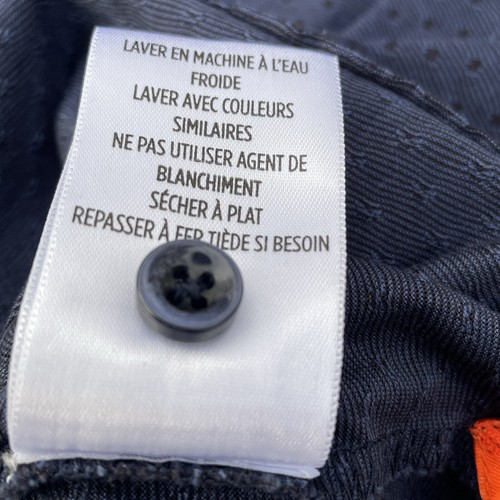 LAVER EN MACHINE À L'EAU
FROIDE
LAVER AVEC COULEURS
SIMILAIRES
NE PAS UTILISER AGENT DE
BLANCHIMENT
SÉCHER À PLAT
REPASSER À FER TIÈDE SI BESOIN